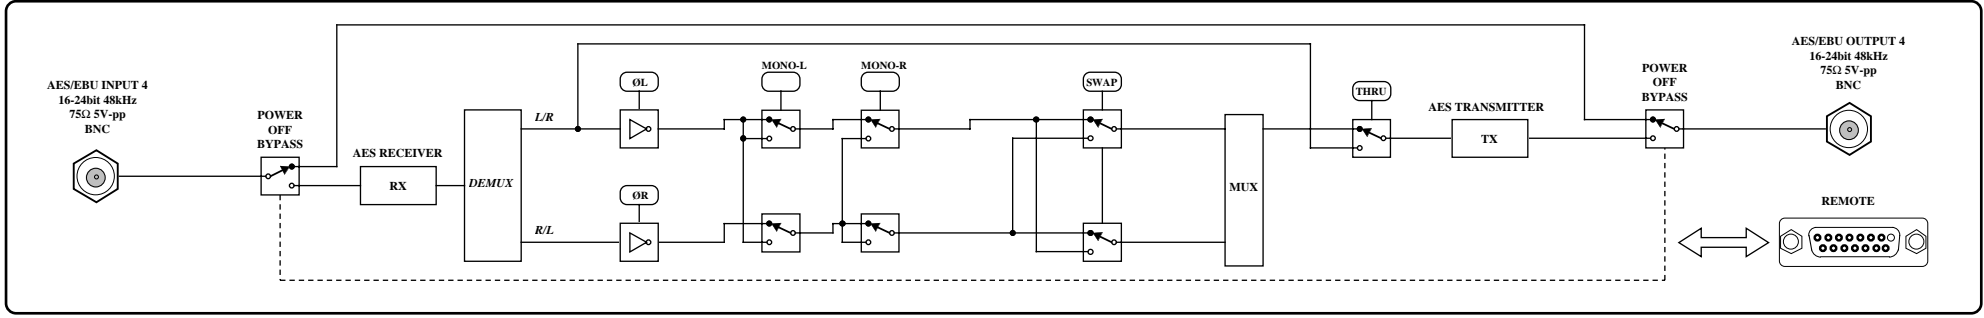 AES/EBU INPUT 4
16-24bit 48kHz
75Ω 5V-pp
BNC
POWER
OFF
BYPASS
AES RECEIVER
RX
DEMUX
L/R
R/L
ØL
ØR
MONO-L
MONO-R
SWAP
MUX
THRU
AES TRANSMITTER
TX
POWER
OFF
BYPASS
AES/EBU OUTPUT 4
16-24bit 48kHz
75Ω 5V-pp
BNC
REMOTE